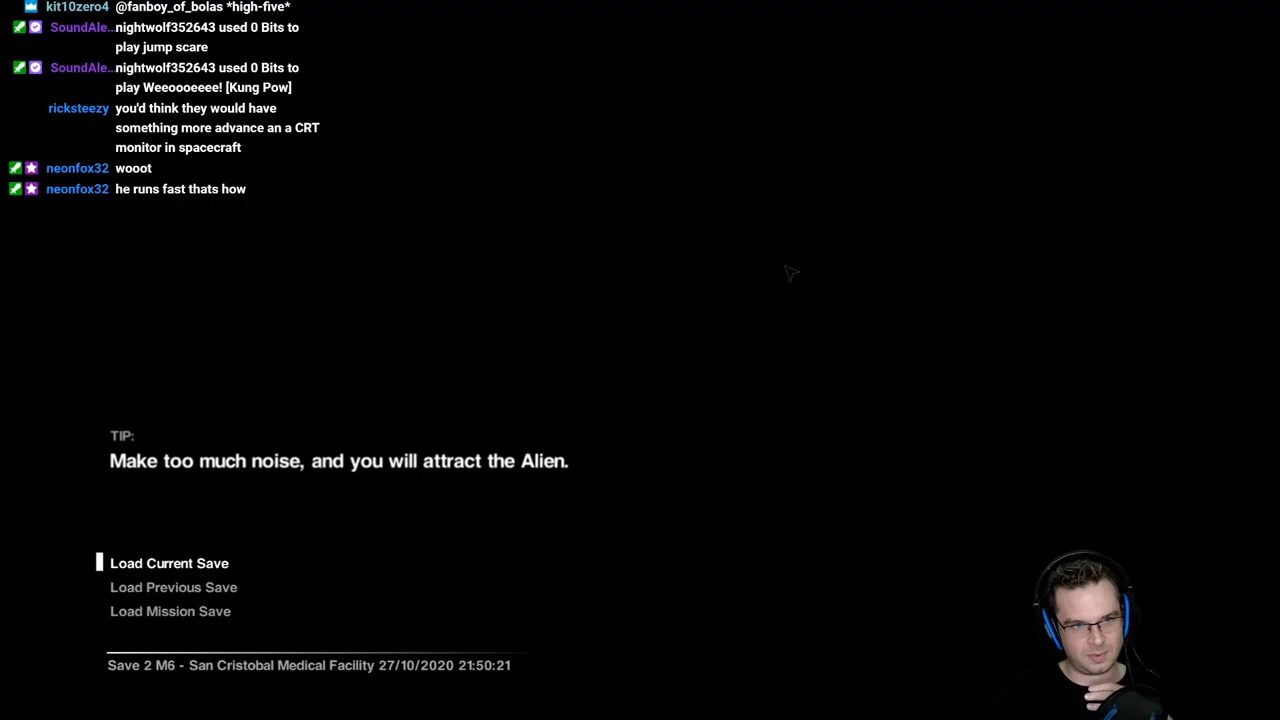 kit10zero4 @fanboy_of_bolas *high-five*
SoundAle... nightwolf352643 used 0 Bits to
play jump scare
SoundAle... nightwolf352643 used 0 Bits to
play Weeoooeeee! [Kung Pow]
ricksteezy you'd think they would have
something more advance an a CRT
monitor in spacecraft
neonfox32 wooot
neonfox32 he runs fast thats how
TIP:
Make too much noise, and you will attract the Alien.
Load Current Save
Load Previous Save
Load Mission Save
Save 2 M6 - San Cristobal Medical Facility 27/10/2020 21:50:21